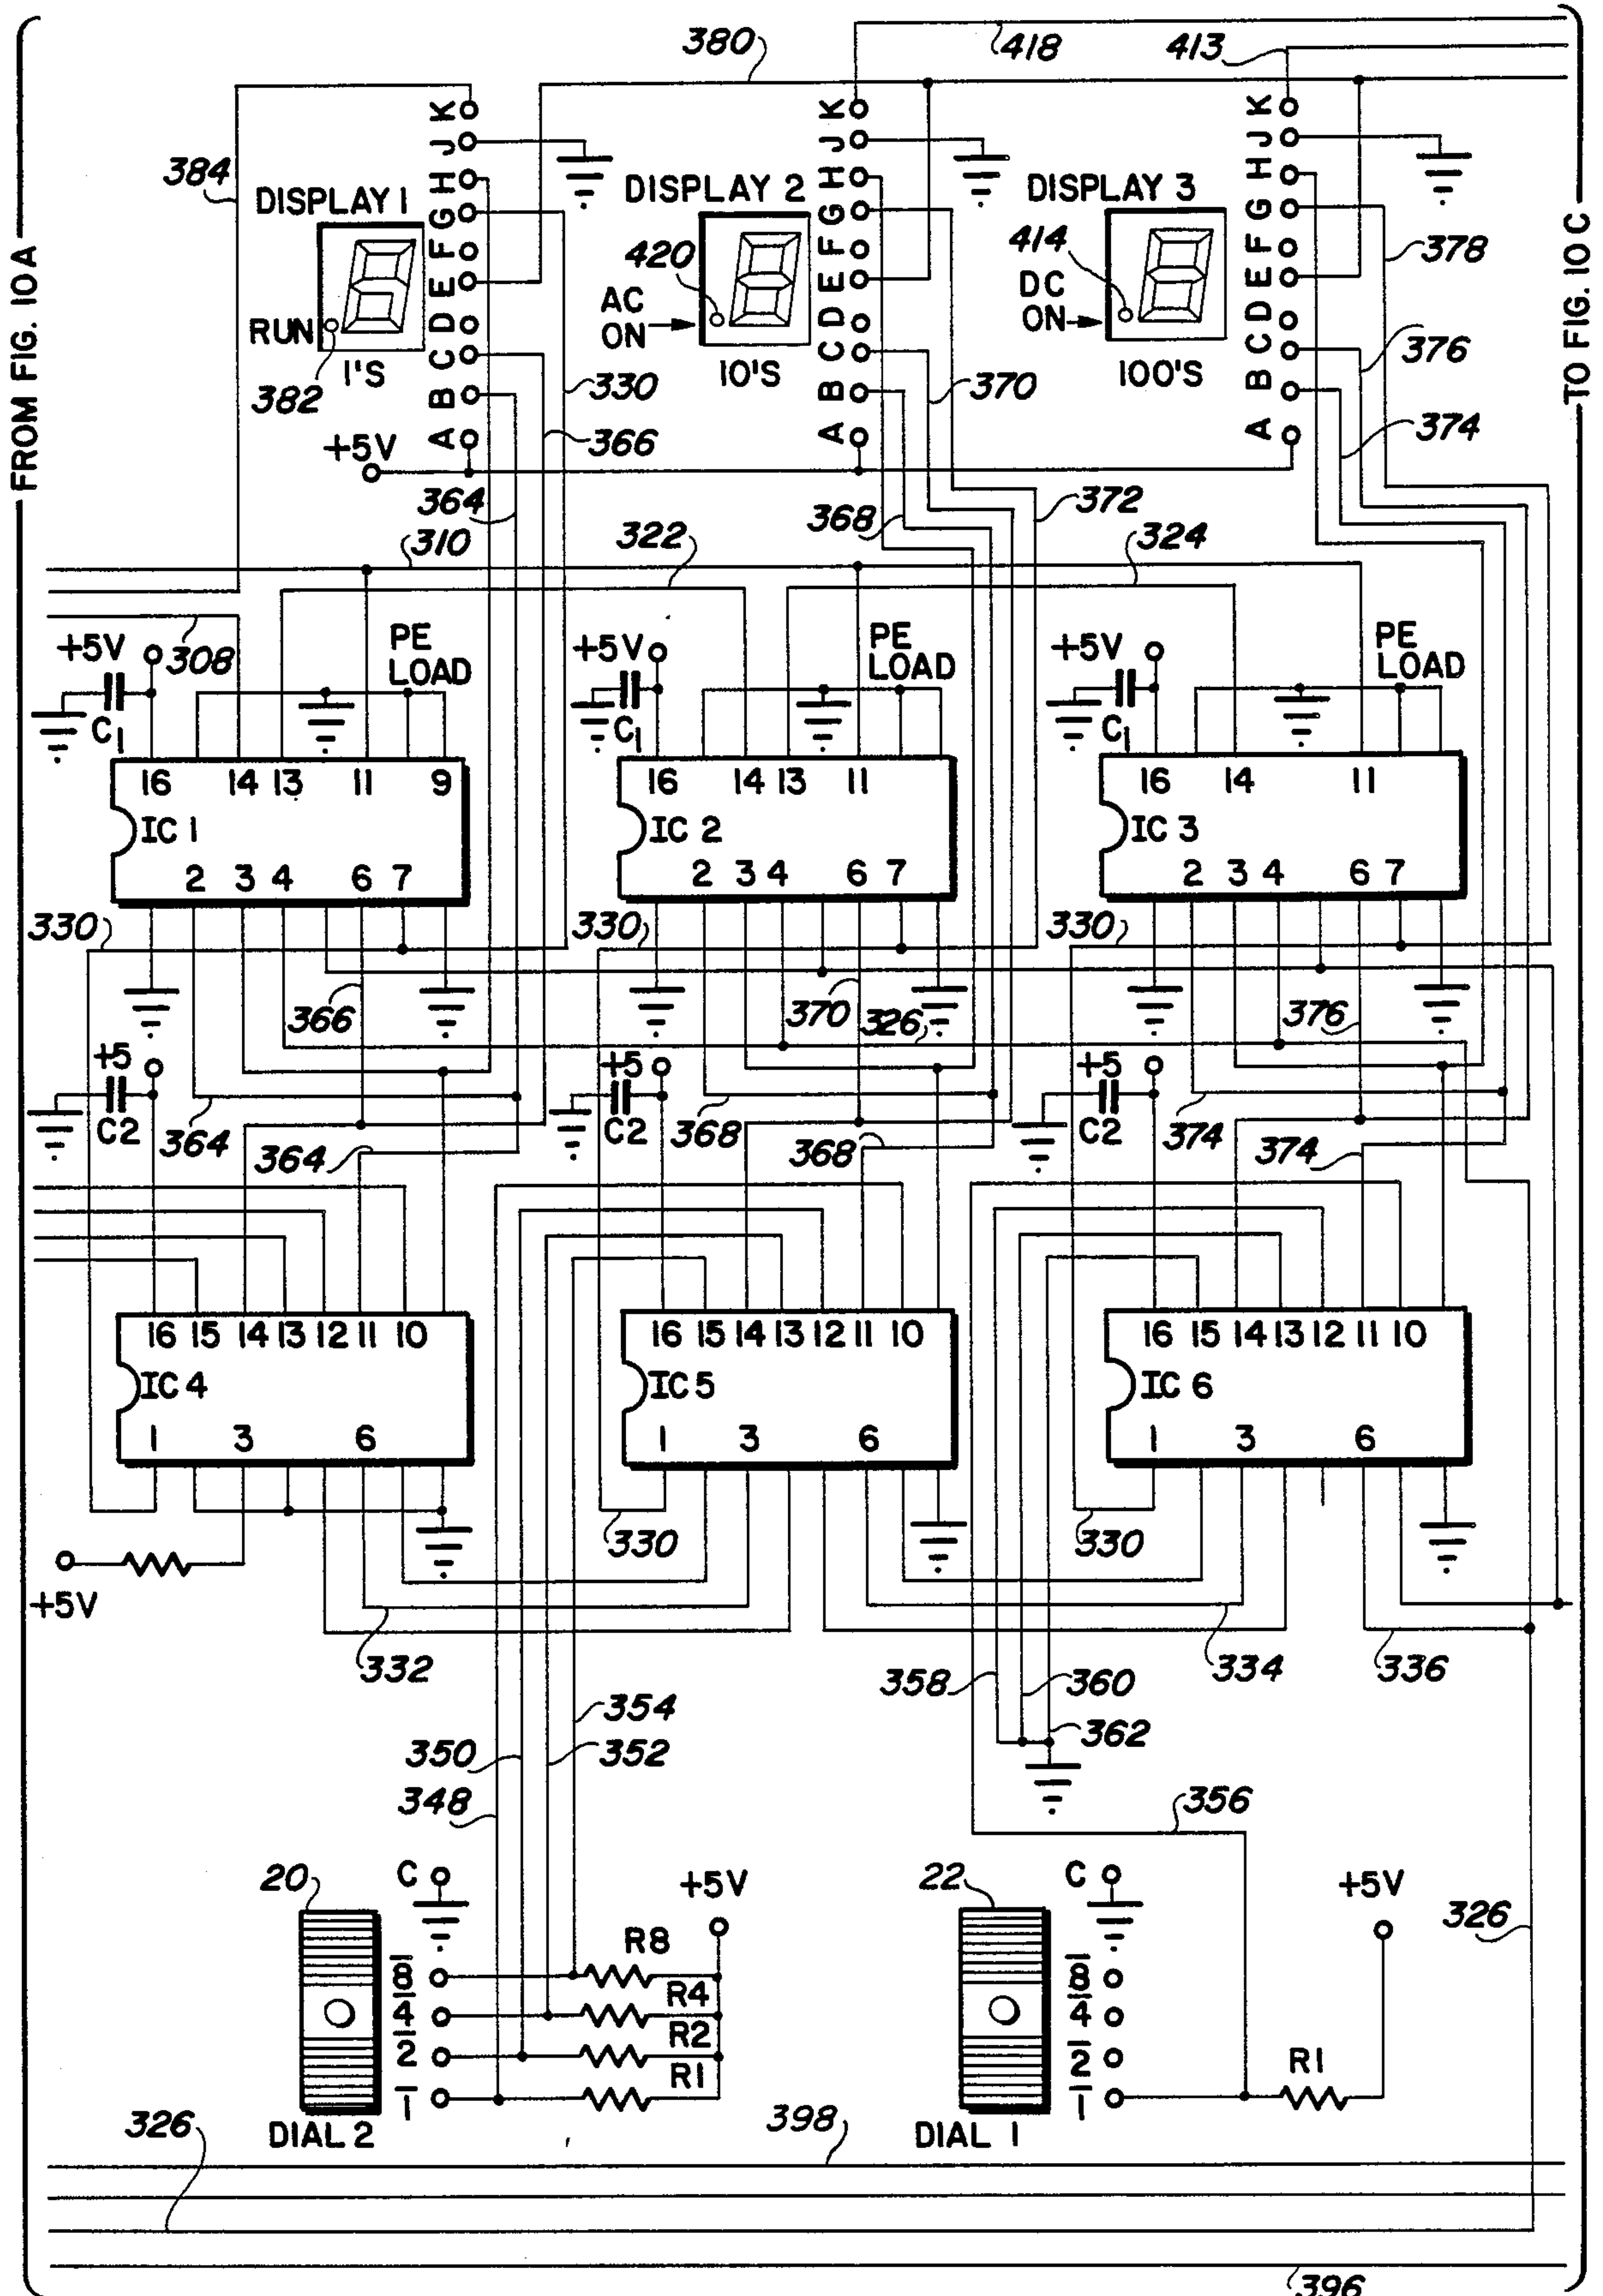 380
418
413
K
K
K
J
J
J
384
H
H
H
DISPLAY 1
DISPLAY 2
DISPLAY 3
G
G
G
FROM FIG. 10A
TO FIG. 10C
F
F
F
420
414
378
E
E
E
AC
ON
DC
ON
RUN
D
D
D
C
C
C
376
382
1'S
330
10'S
370
100'S
B
B
B
A
A
A
+5V
366
374
364
368
372
310
322
324
+5V
308
PE
LOAD
+5V
PE
LOAD
+5V
PE
LOAD
C1
C1
C1
16 14 13 11 9
16 14 13 11
16 14 11
IC 1
IC 2
IC 3
2 3 4 6 7
2 3 4 6 7
2 3 4 6 7
330
330
330
366
370
326
376
+5
+5
+5
C2
364
364
C2
368
368
C2
374
374
16 15 14 13 12 11 10
16 15 14 13 12 11 10
16 15 14 13 12 11 10
IC 4
IC 5
IC 6
1 3 6
1 3 6
1 3 6
330
330
+5V
332
334
336
358
360
362
354
350
352
348
356
20
C
+5V
22
C
+5V
326
R8
8
R4
4
R2
2
R1
1
8
4
2
R1
1
DIAL 2
DIAL 1
326
398
396